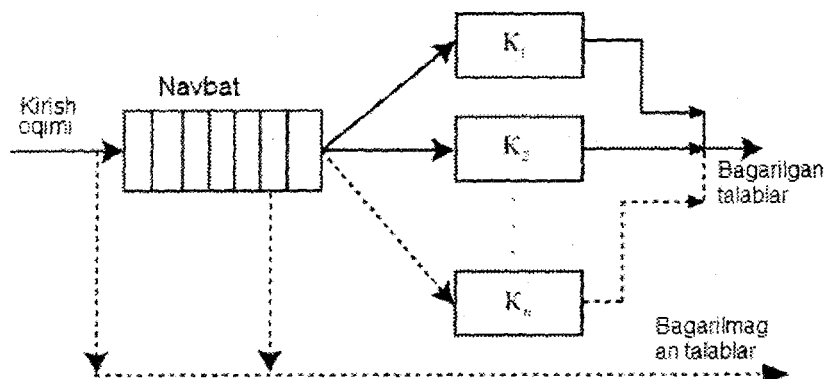 Kirish
oqimi
Navbat
K₁
K₂
Kₙ
Bagarilgan
talablar
Bagarilmag
an talablar